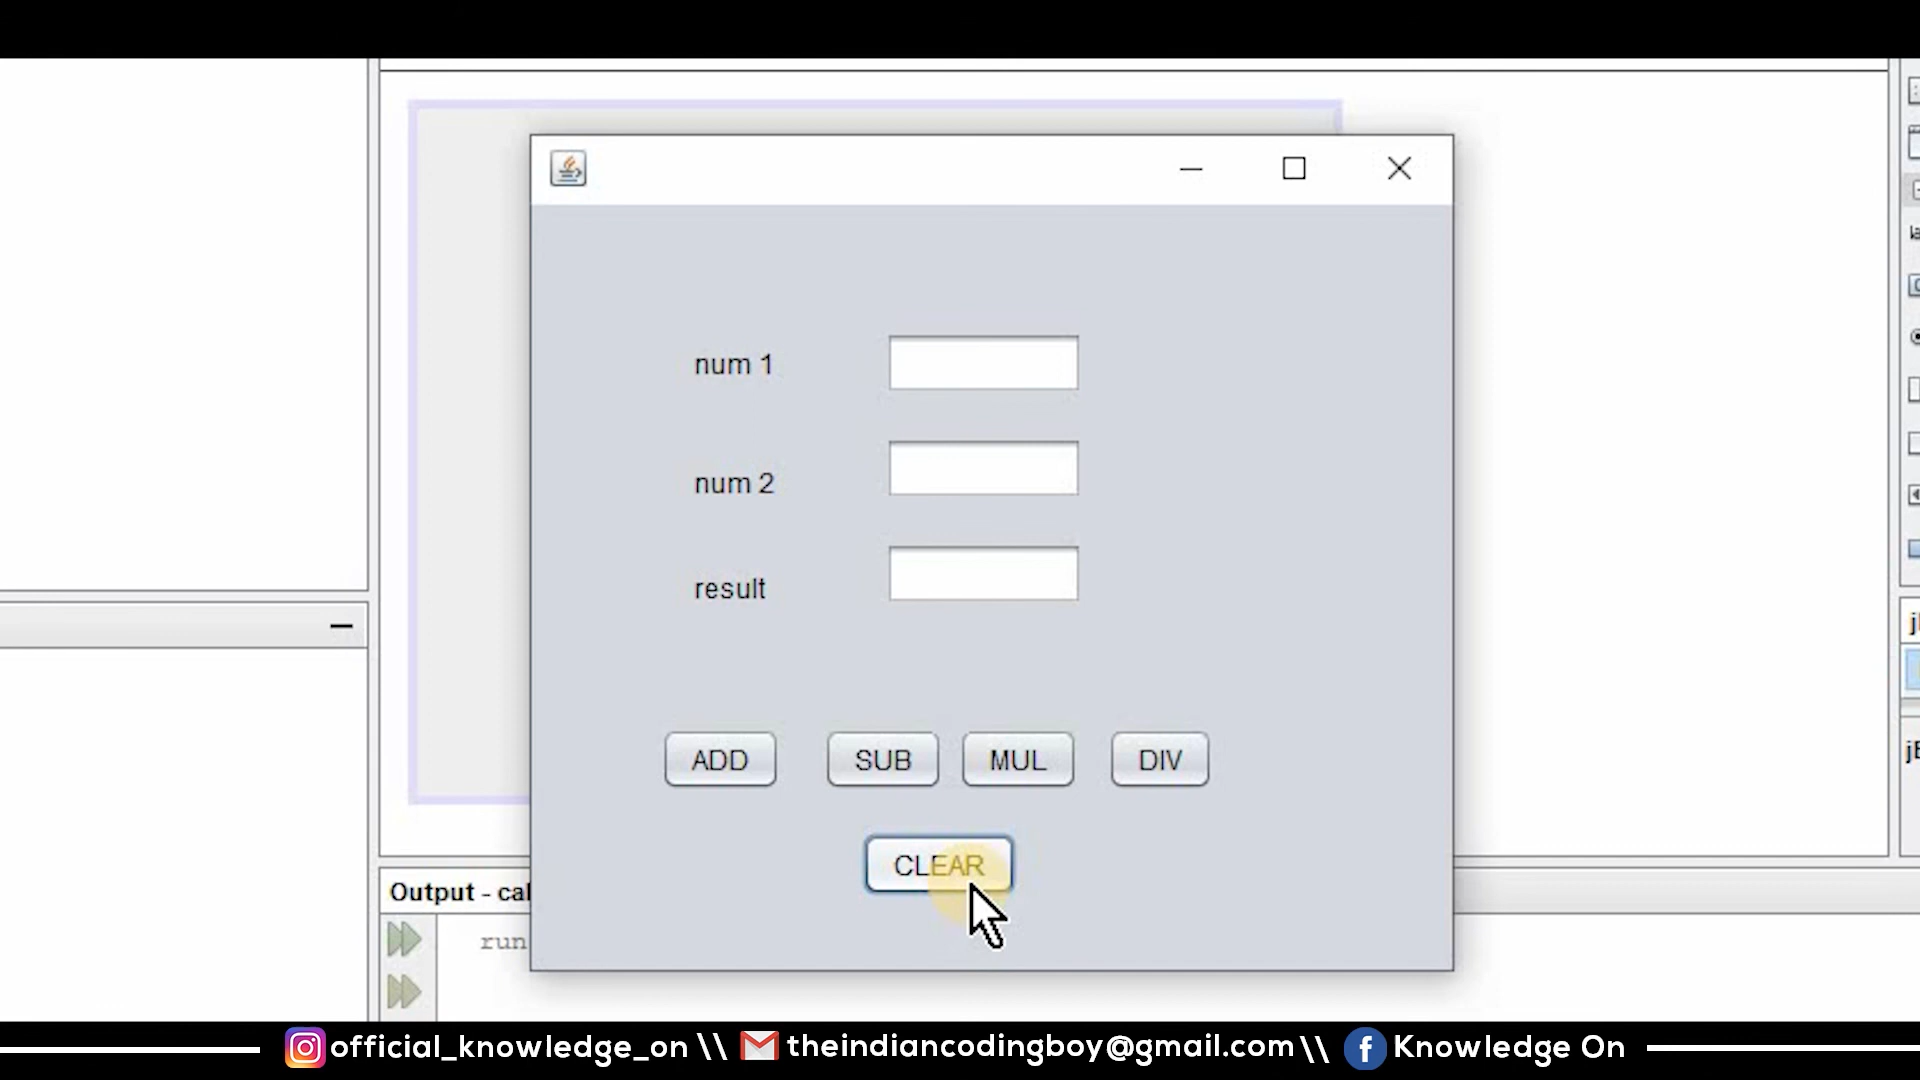 num 1
num 2
result
ADD SUB MUL DIV
CLEAR
Output - cal
run
official_knowledge_on \\ theindiancodingboy@gmail.com \\ Knowledge On